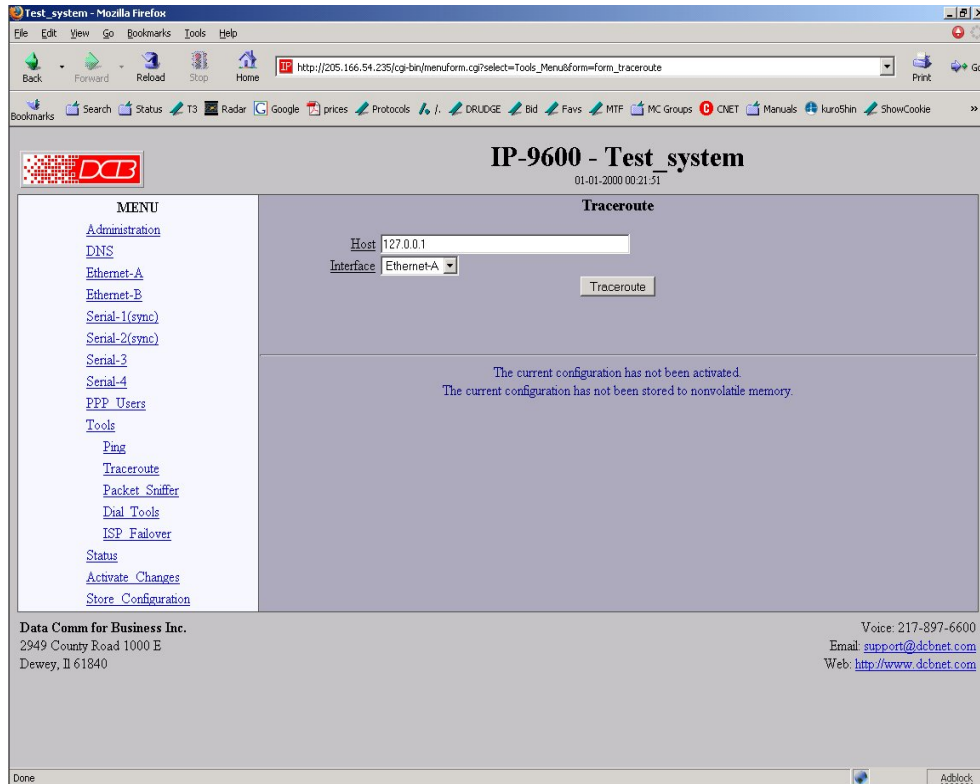 Test_system - Mozilla Firefox
File Edit View Go Bookmarks Tools Help
Back Forward Reload Stop Home
IP http://205.166.54.235/cgi-bin/menuform.cgi?select=Tools_Menu&form=form_traceroute
Print Go
Bookmarks Search Status T3 Radar Google prices Protocols /. DRUDGE Bid Favs MTF MC Groups CNET Manuals kuro5hin ShowCookie »
DCB
IP-9600 - Test_system
01-01-2000 00:21:51
MENU
Administration
DNS
Ethernet-A
Ethernet-B
Serial-1(sync)
Serial-2(sync)
Serial-3
Serial-4
PPP Users
Tools
Ping
Traceroute
Packet Sniffer
Dial Tools
ISP Failover
Status
Activate Changes
Store Configuration
Traceroute
Host 127.0.0.1
Interface Ethernet-A
Traceroute
The current configuration has not been activated.
The current configuration has not been stored to nonvolatile memory.
Data Comm for Business Inc.
2949 County Road 1000 E
Dewey, Il 61840
Voice: 217-897-6600
Email: support@dcbnet.com
Web: http://www.dcbnet.com
Done
Adblock